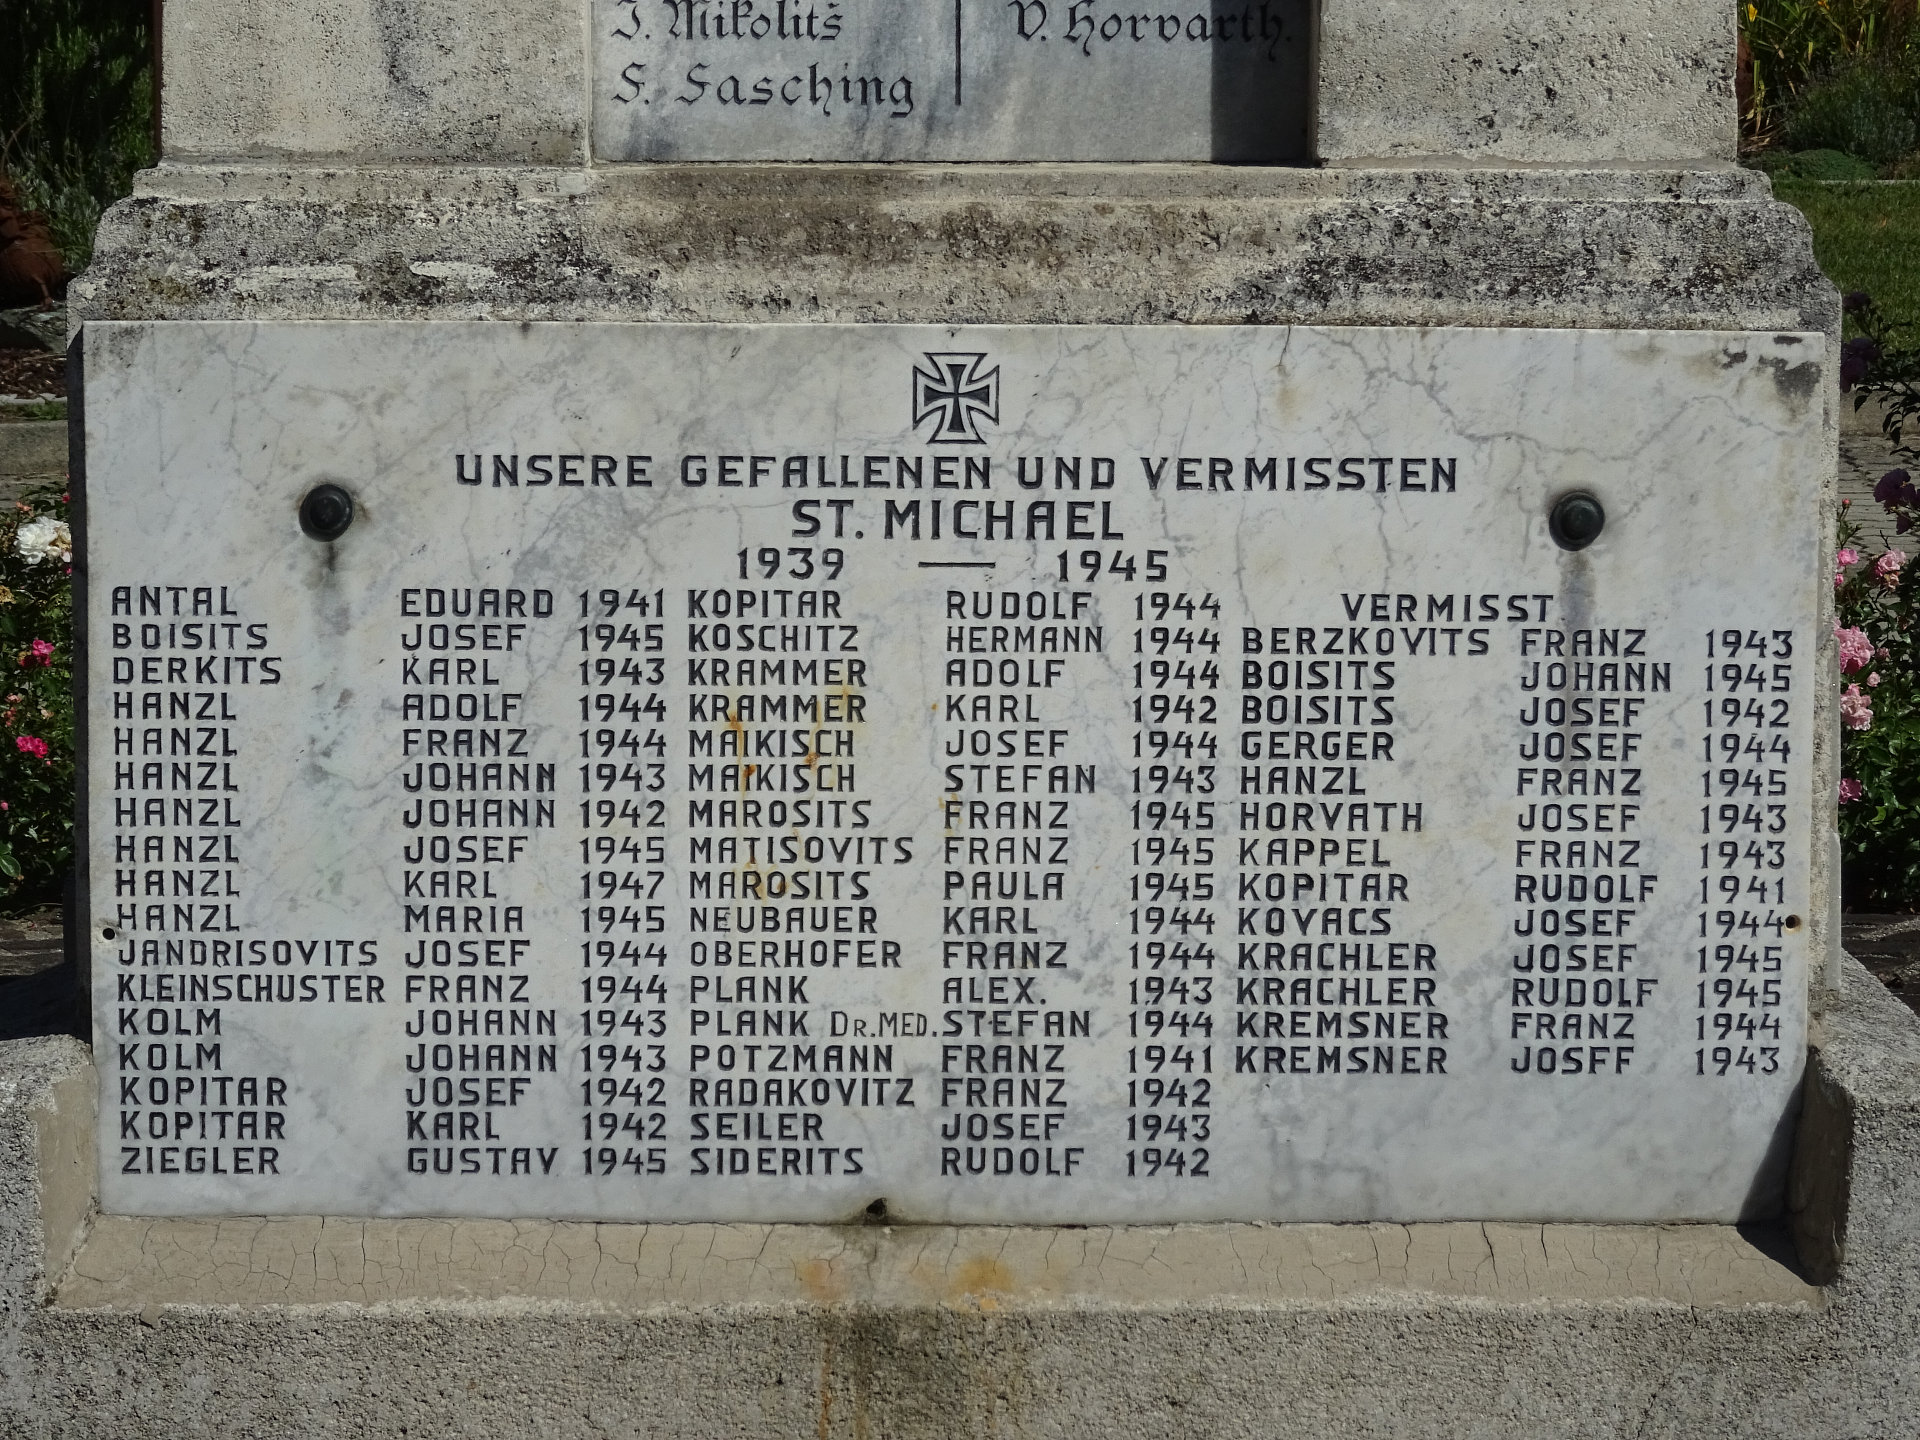 J. Mikolitš
S. Sasching
V. Horvarth.
UNSERE GEFALLENEN UND VERMISSTEN
ST. MICHAEL
1939 — 1945
ANTAL EDUARD 1941
BOISITS JOSEF 1945
DERKITS KARL 1943
HANZL ADOLF 1944
HANZL FRANZ 1944
HANZL JOHANN 1943
HANZL JOHANN 1942
HANZL JOSEF 1945
HANZL KARL 1947
HANZL MARIA 1945
JANDRISOVITS JOSEF 1944
KLEINSCHUSTER FRANZ 1944
KOLM JOHANN 1943
KOLM JOHANN 1943
KOPITAR JOSEF 1942
KOPITAR KARL 1942
ZIEGLER GUSTAV 1945
KOPITAR RUDOLF 1944
KOSCHITZ HERMANN 1944
KRAMMER ADOLF 1944
KRAMMER KARL 1942
MAIKISCH JOSEF 1944
MAIKISCH STEFAN 1943
MAROSITS FRANZ 1945
MATISOVITS FRANZ 1945
MAROSITS PAULA 1945
NEUBAUER KARL 1944
OBERHOFER FRANZ 1944
PLANK ALEX. 1943
PLANK DR.MED. STEFAN 1944
POTZMANN FRANZ 1941
RADAKOVITZ FRANZ 1942
SEILER JOSEF 1943
SIDERITS RUDOLF 1942
VERMISST
BERZKOVITS FRANZ 1943
BOISITS JOHANN 1945
BOISITS JOSEF 1942
GERGER JOSEF 1944
HANZL FRANZ 1945
HORVATH JOSEF 1943
KAPPEL FRANZ 1943
KOPITAR RUDOLF 1941
KOVACS JOSEF 1944
KRACHLER JOSEF 1945
KRACHLER RUDOLF 1945
KREMSNER FRANZ 1944
KREMSNER JOSFF 1943